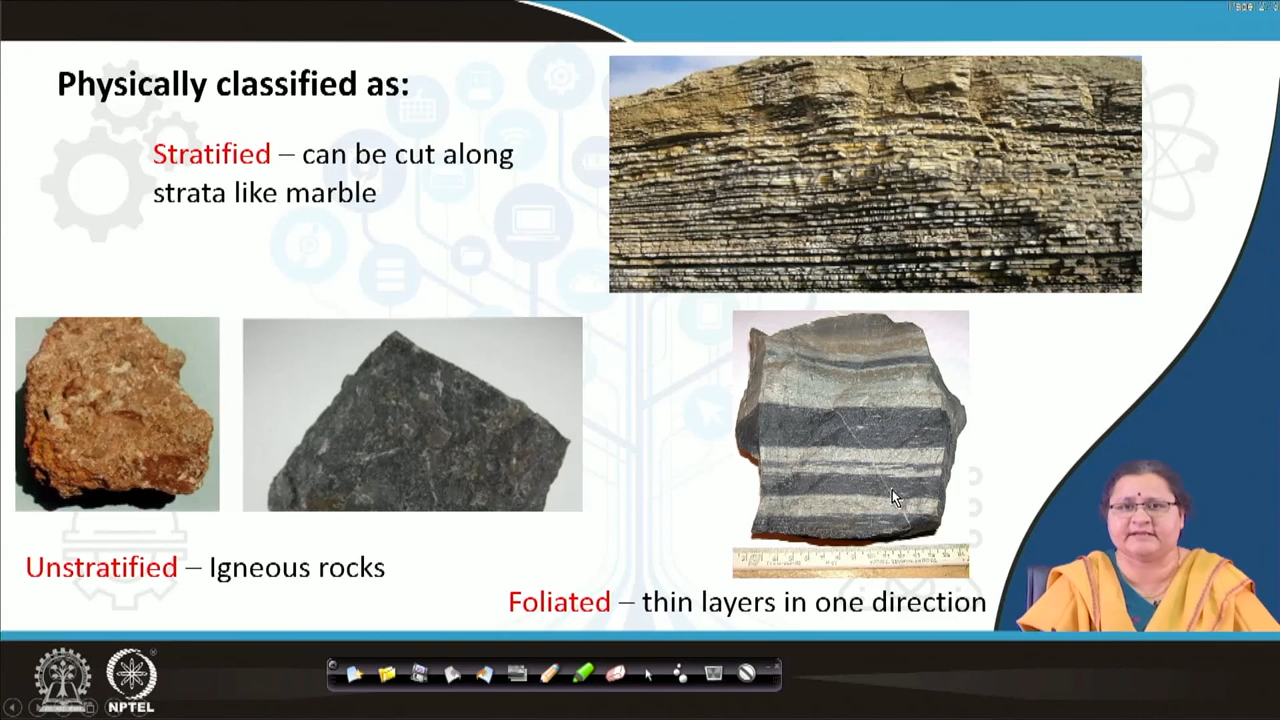 Physically classified as:
Stratified – can be cut along
strata like marble
Unstratified – Igneous rocks
Foliated – thin layers in one direction
NPTEL